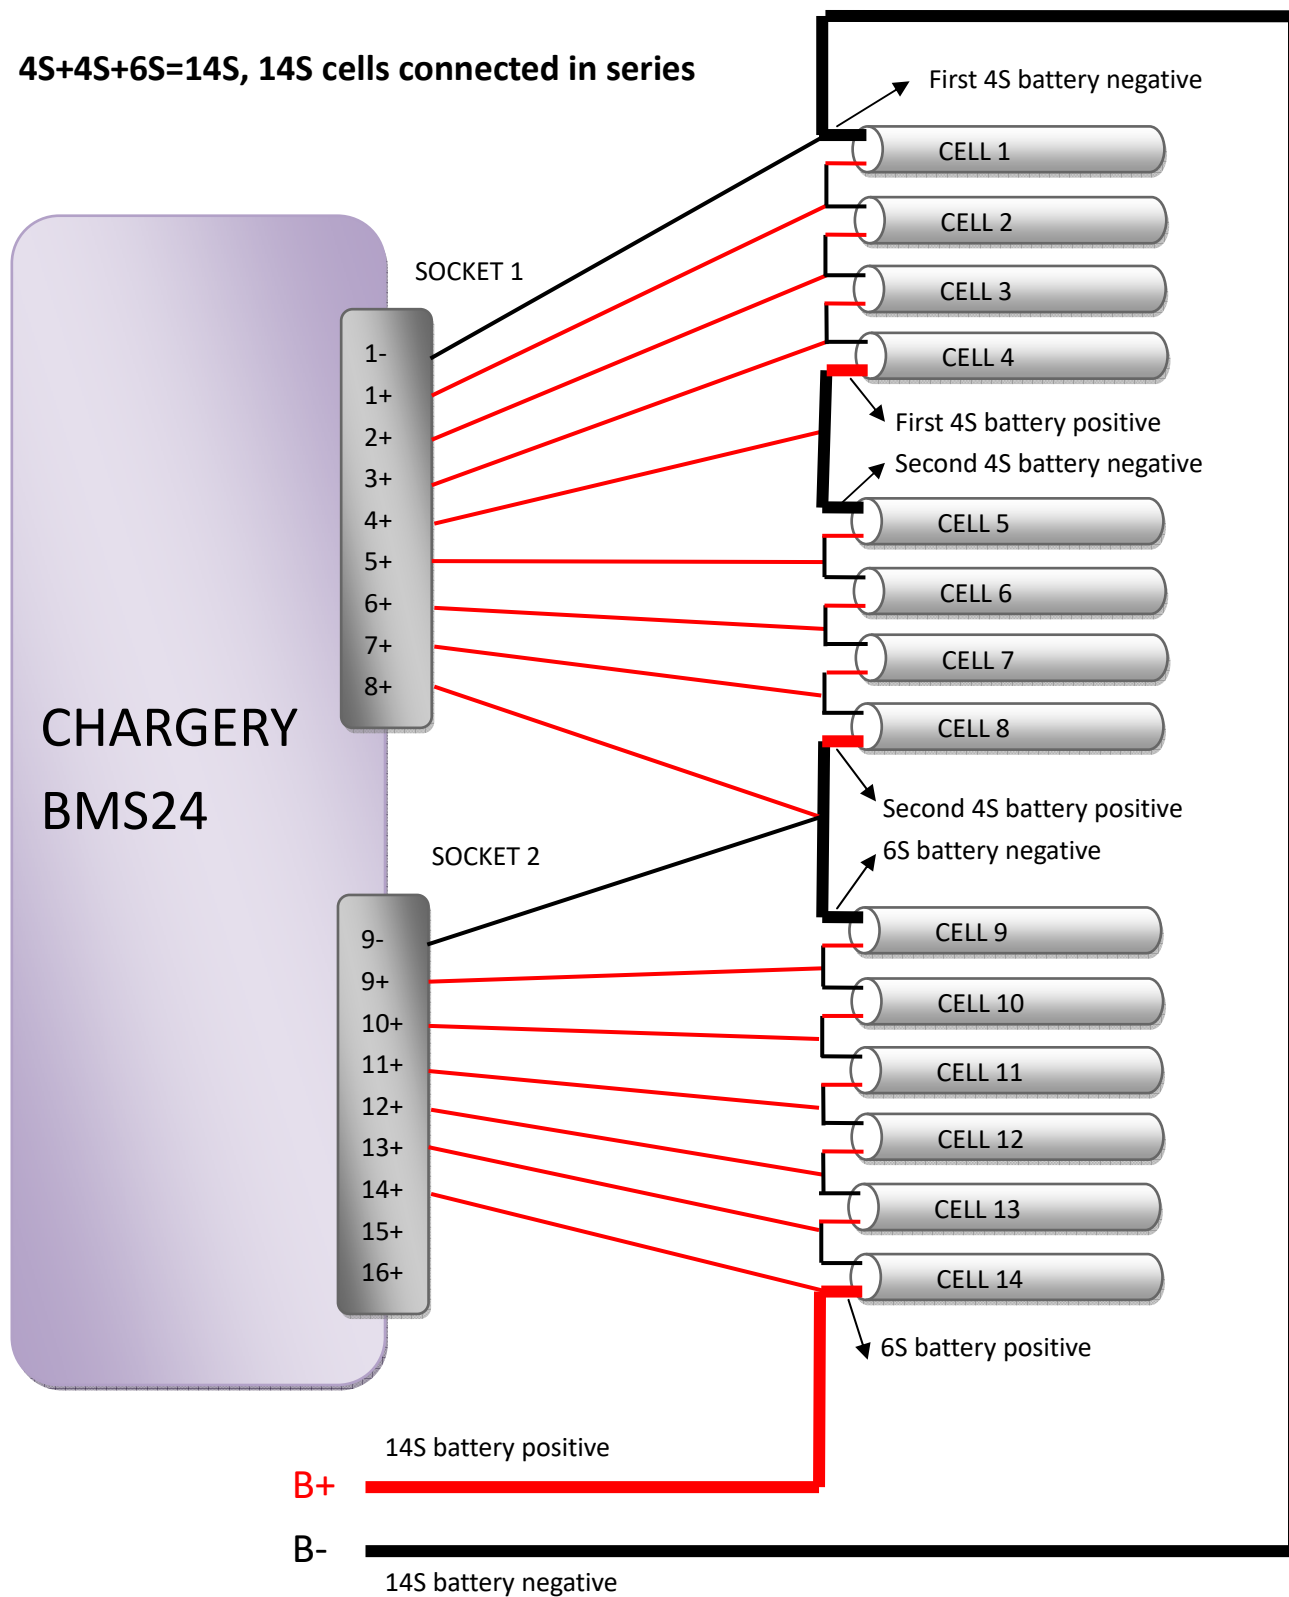 4S+4S+6S=14S, 14S cells connected in series
First 4S battery negative
CELL 1
CELL 2
SOCKET 1
CELL 3
1-
CELL 4
1+
First 4S battery positive
2+
Second 4S battery negative
3+
4+
CELL 5
5+
CELL 6
6+
7+
CELL 7
8+
CELL 8
CHARGERY
BMS24
Second 4S battery positive
6S battery negative
SOCKET 2
9-
CELL 9
9+
CELL 10
10+
11+
CELL 11
12+
CELL 12
13+
14+
CELL 13
15+
16+
CELL 14
6S battery positive
14S battery positive
B+
B-
14S battery negative